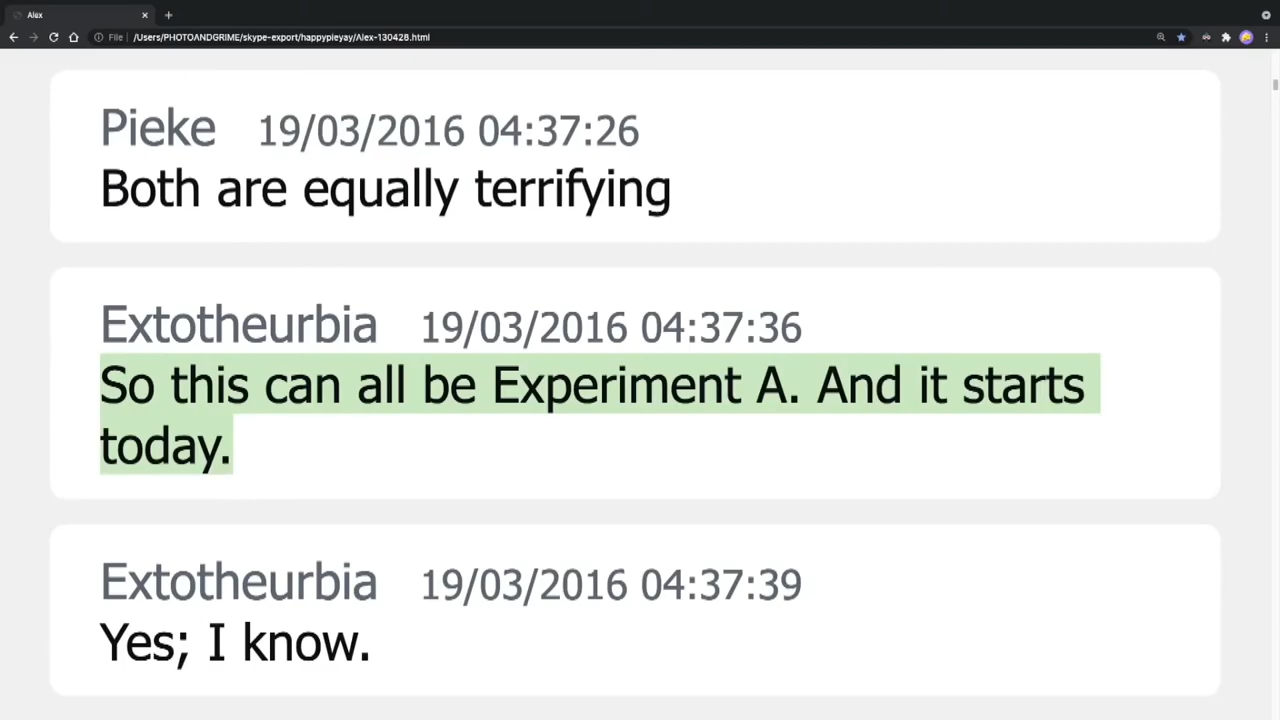 Alex
File /Users/PHOTOANDGRIME/skype-export/happypieyay/Alex-130428.html
Pieke 19/03/2016 04:37:26
Both are equally terrifying
Extotheurbia 19/03/2016 04:37:36
So this can all be Experiment A. And it starts
today.
Extotheurbia 19/03/2016 04:37:39
Yes; I know.